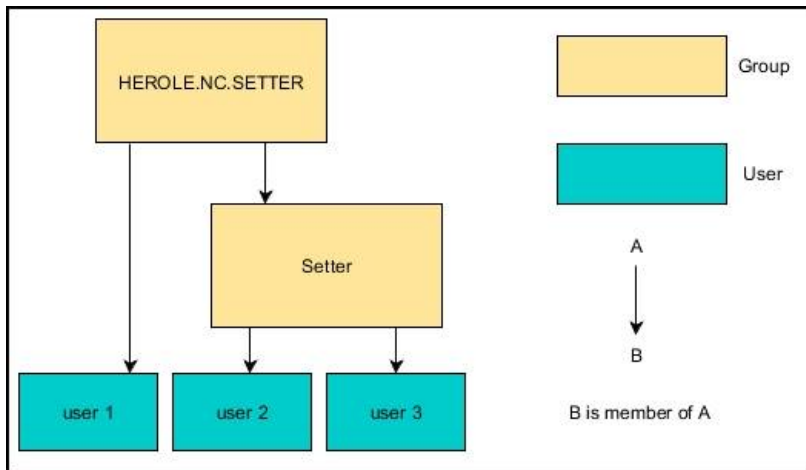 HEROLE.NC.SETTER
Group
User
A
Setter
B
user 1
user 2
user 3
B is member of A